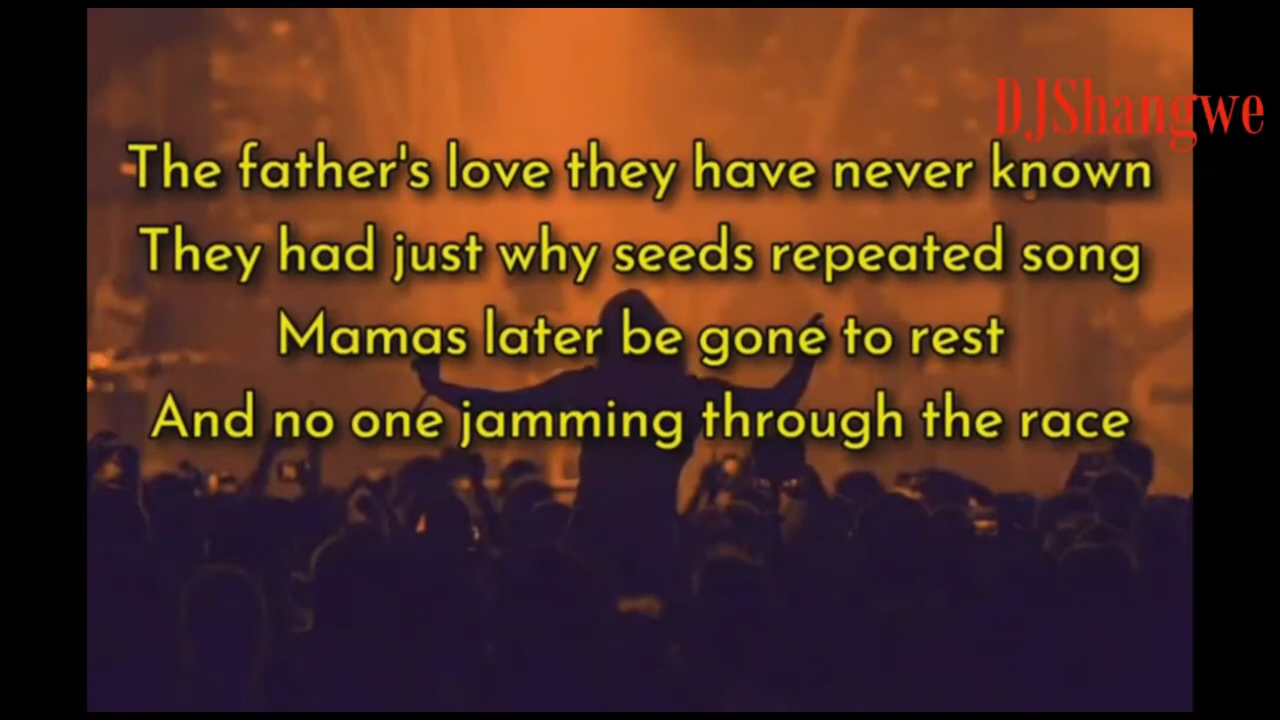 DJShangwe
The father's love they have never known
They had just why seeds repeated song
Mamas later be gone to rest
And no one jamming through the race